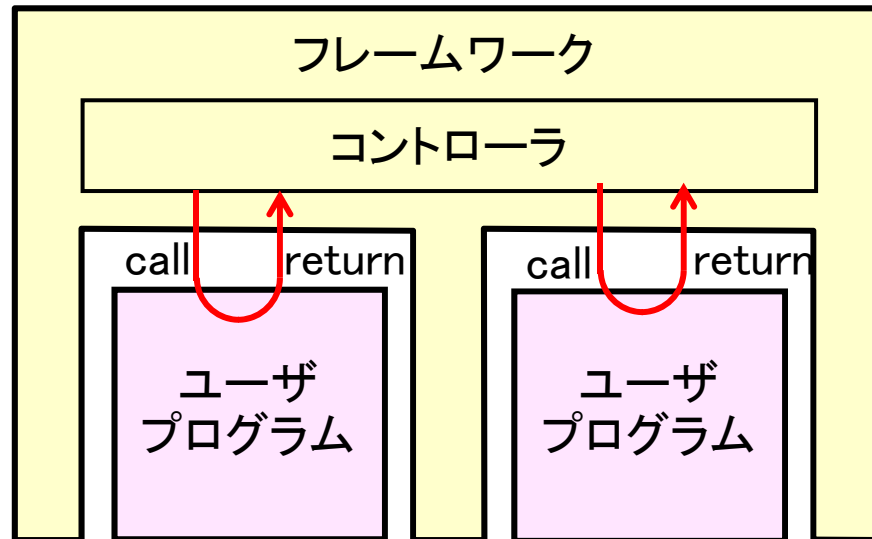 フレームワーク
コントローラ
call return
call return
ユーザ
プログラム
ユーザ
プログラム